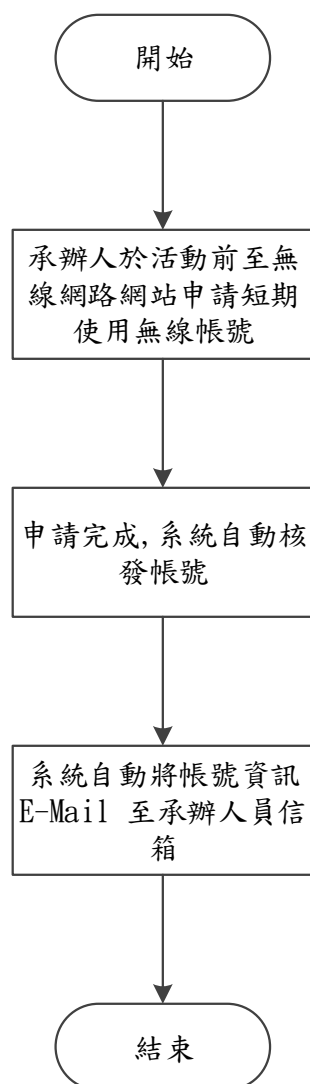 開始
承辦人於活動前至無
線網路網站申請短期
使用無線帳號
申請完成, 系統自動核
發帳號
系統自動將帳號資訊
E-Mail 至承辦人員信
箱
結束